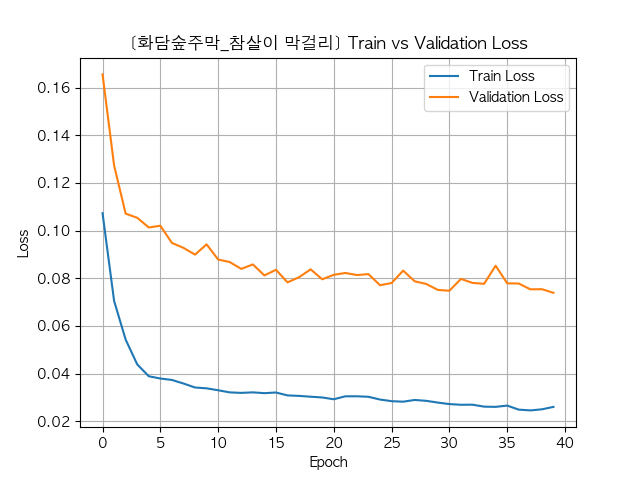 [화담숲주막_참살이 막걸리] Train vs Validation Loss
Train Loss
Validation Loss
0.16
0.14
0.12
0.10
0.08
0.06
0.04
0.02
Loss
0 5 10 15 20 25 30 35 40
Epoch